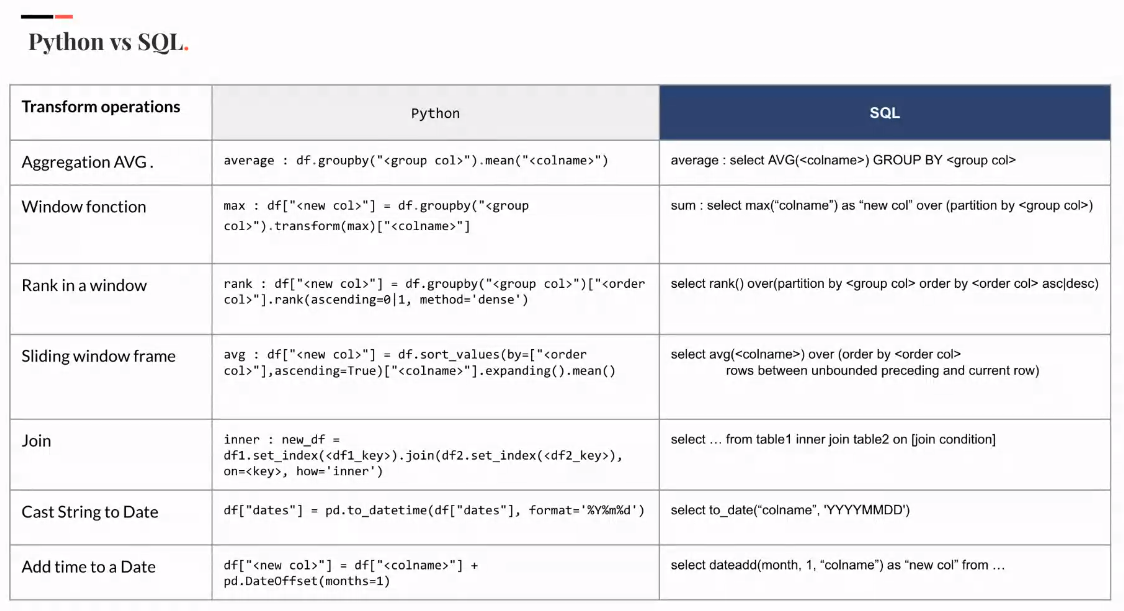 Python vs SQL.
Transform operations
Python
SQL
Aggregation AVG .
average : df.groupby("<group col>").mean("<colname>")
average : select AVG(<colname>) GROUP BY <group col>
Window fonction
max : df["<new col>"] = df.groupby("<group
col>").transform(max)["<colname>"]
sum : select max(“colname”) as “new col” over (partition by <group col>)
Rank in a window
rank : df["<new col>"] = df.groupby("<group col>")["<order
col>"].rank(ascending=0|1, method='dense')
select rank() over(partition by <group col> order by <order col> asc|desc)
Sliding window frame
avg : df["<new col>"] = df.sort_values(by=["<order
col>"],ascending=True)["<colname>"].expanding().mean()
select avg(<colname>) over (order by <order col>
rows between unbounded preceding and current row)
Join
inner : new_df =
df1.set_index(<df1_key>).join(df2.set_index(<df2_key>),
on=<key>, how='inner')
select … from table1 inner join table2 on [join condition]
Cast String to Date
df["dates"] = pd.to_datetime(df["dates"], format='%Y%m%d')
select to_date(“colname”, 'YYYYMMDD')
Add time to a Date
df["<new col>"] = df["<colname>"] +
pd.DateOffset(months=1)
select dateadd(month, 1, “colname”) as “new col” from …